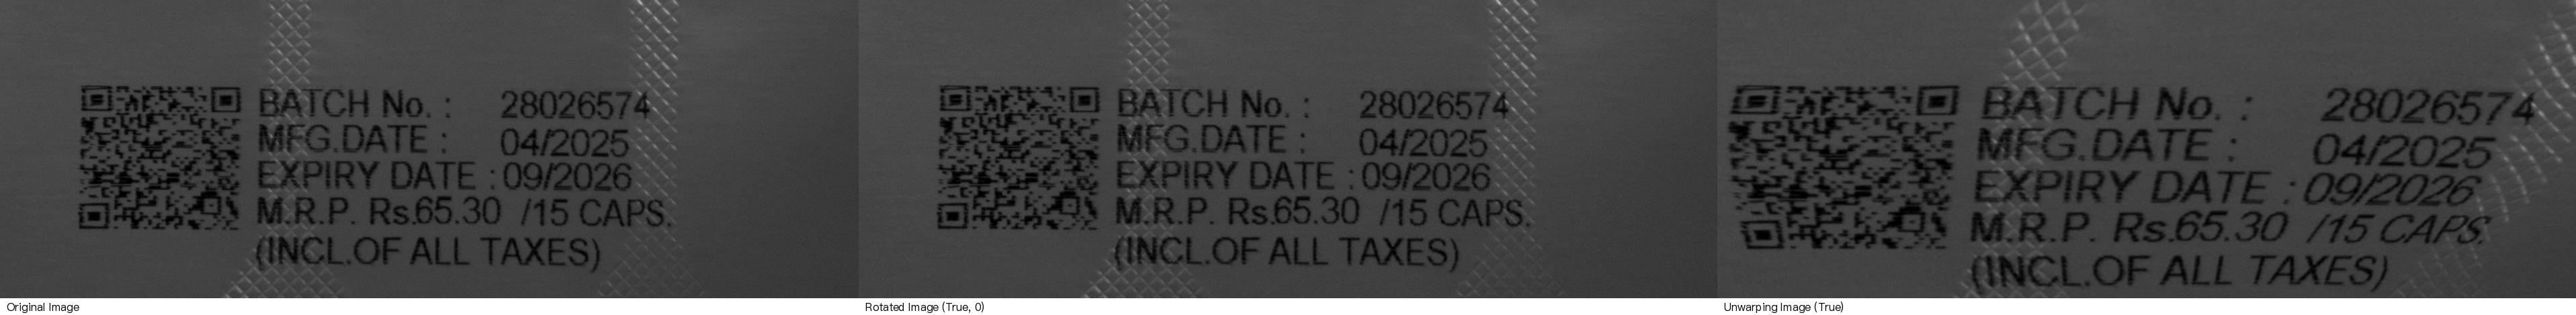 BATCH No. : 28026574
MFG.DATE : 04/2025
EXPIRY DATE : 09/2026
M.R.P. Rs.65.30 /15 CAPS.
(INCL.OF ALL TAXES)
Original Image
BATCH No. : 28026574
MFG.DATE : 04/2025
EXPIRY DATE : 09/2026
M.R.P. Rs.65.30 /15 CAPS.
(INCL.OF ALL TAXES)
Rotated Image (True, 0)
BATCH No. : 28026574
MFG.DATE : 04/2025
EXPIRY DATE : 09/2026
M.R.P. Rs.65.30 /15 CAPS.
(INCL.OF ALL TAXES)
Unwarping Image (True)